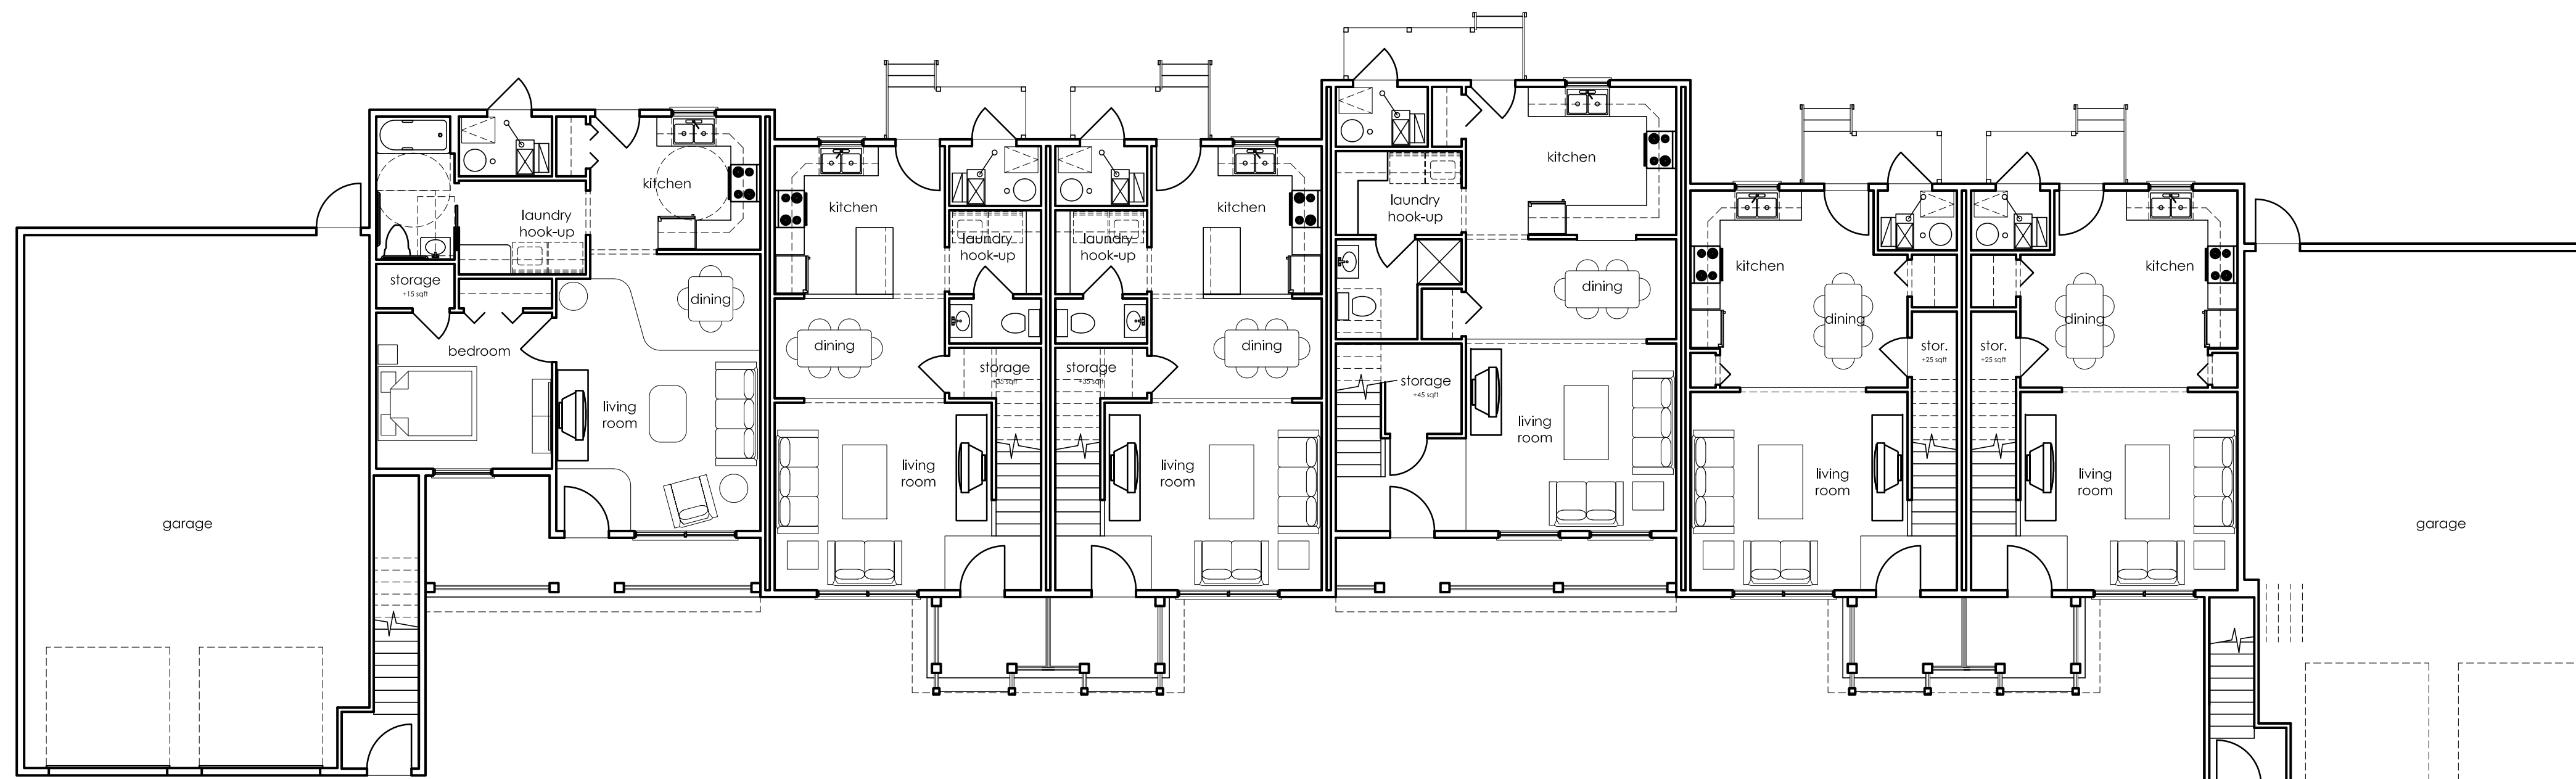 garage
kitchen
laundry
hook-up
storage
+15 sqft
dining
bedroom
living
room
kitchen
laundry
hook-up
dining
storage
+35 sqft
living
room
kitchen
laundry
hook-up
dining
storage
+35 sqft
living
room
kitchen
laundry
hook-up
dining
storage
+45 sqft
living
room
kitchen
dining
stor.
+25 sqft
living
room
kitchen
dining
stor.
+25 sqft
living
room
garage